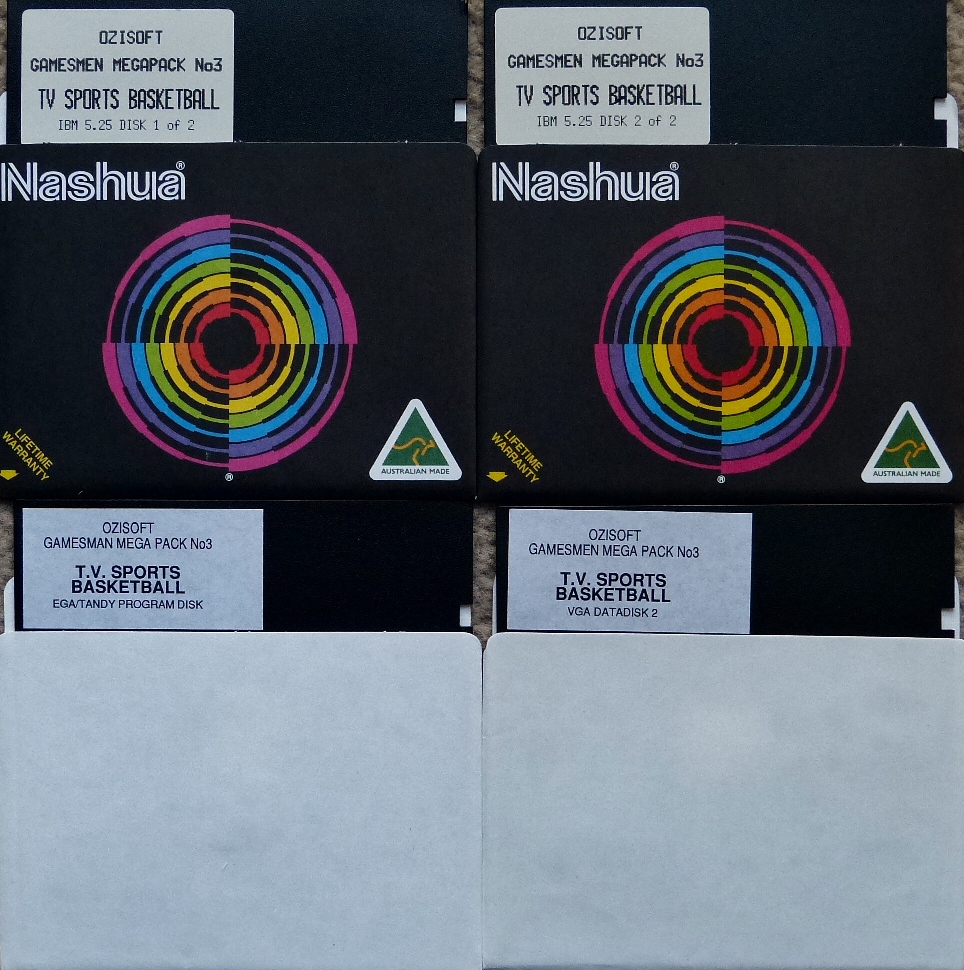 OZISOFT
GAMESMEN MEGAPACK No3
TV SPORTS BASKETBALL
IBM 5.25 DISK 1 of 2
Nashua®
LIFETIME
WARRANTY
AUSTRALIAN MADE
®
OZISOFT
GAMESMEN MEGAPACK No3
TV SPORTS BASKETBALL
IBM 5.25 DISK 2 of 2
Nashua®
LIFETIME
WARRANTY
AUSTRALIAN MADE
®
OZISOFT
GAMESMAN MEGA PACK No3
T.V. SPORTS
BASKETBALL
EGA/TANDY PROGRAM DISK
OZISOFT
GAMESMEN MEGA PACK No3
T.V. SPORTS
BASKETBALL
VGA DATADISK 2